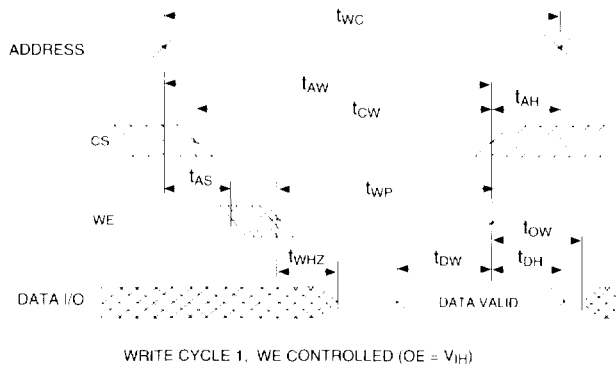 tWC
ADDRESS
tAW
tCW
tAH
CS
tAS
tWP
WE
tOW
tWHZ
tDW
tDH
DATA I/O
DATA VALID
WRITE CYCLE 1, WE CONTROLLED (OE = VIH)